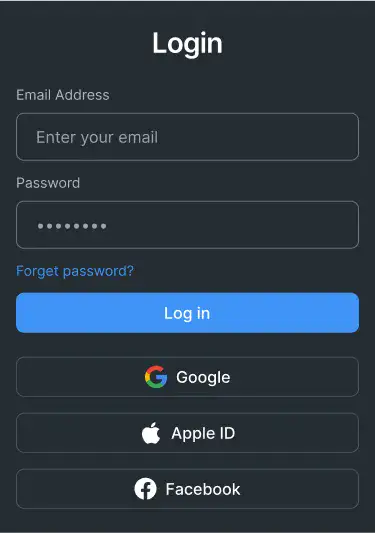 Login
Email Address
Enter your email
Password
••••••••
Forget password?
Log in
Google
Apple ID
Facebook